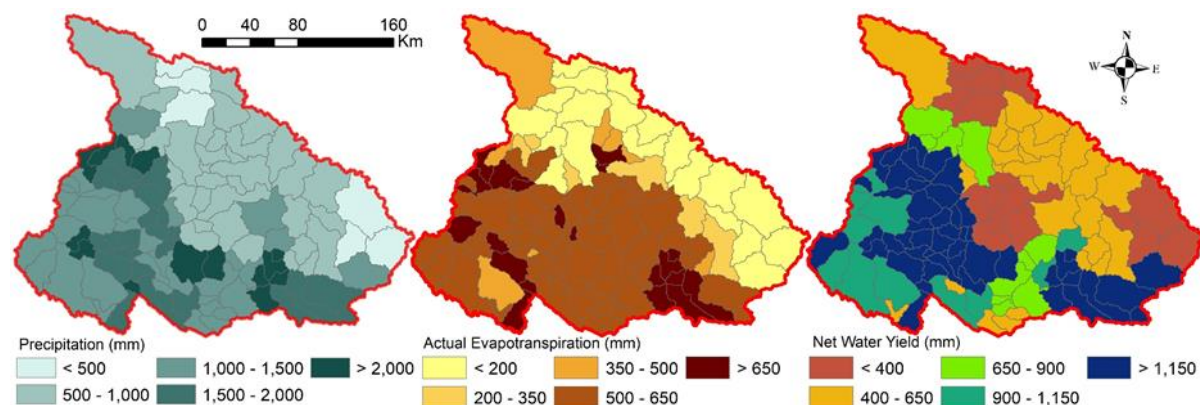 0 40 80 160
Km
N
W E
S
Precipitation (mm)
< 500
500 - 1,000
1,000 - 1,500
1,500 - 2,000
> 2,000
Actual Evapotranspiration (mm)
< 200
200 - 350
350 - 500
500 - 650
> 650
Net Water Yield (mm)
< 400
400 - 650
650 - 900
900 - 1,150
> 1,150